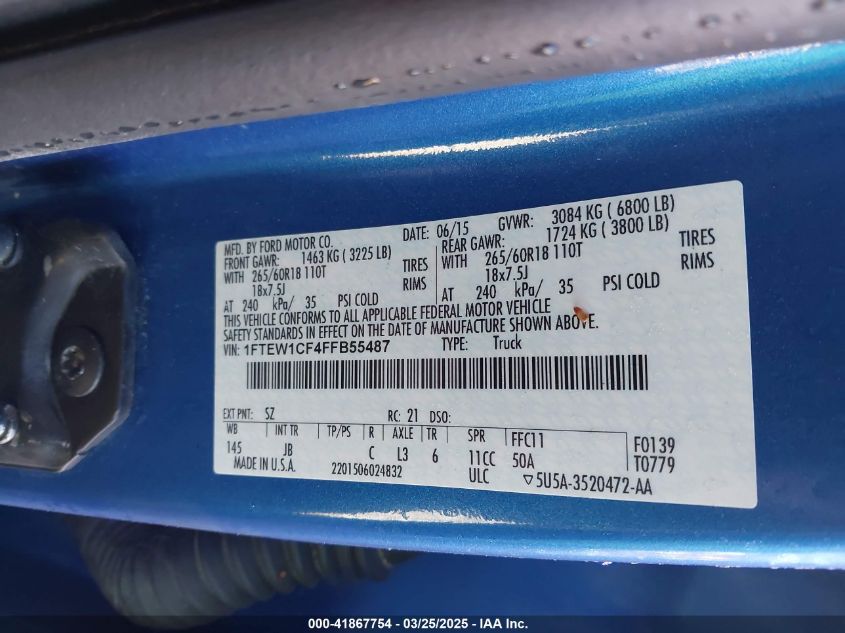 MFD. BY FORD MOTOR CO. DATE: 06/15 GVWR: 3084 KG ( 6800 LB)
FRONT GAWR: 1463 KG ( 3225 LB) REAR GAWR: 1724 KG ( 3800 LB)
WITH 265/60R18 110T TIRES WITH 265/60R18 110T TIRES
18x7.5J RIMS 18x7.5J RIMS
AT 240 kPa/ 35 PSI COLD AT 240 kPa/ 35 PSI COLD
THIS VEHICLE CONFORMS TO ALL APPLICABLE FEDERAL MOTOR VEHICLE
SAFETY STANDARDS IN EFFECT ON THE DATE OF MANUFACTURE SHOWN ABOVE.
VIN: 1FTEW1CF4FFB55487 TYPE: Truck
EXT PNT: SZ RC: 21 DSO:
WB INT TR TP/PS R AXLE TR SPR FFC11 F0139
145 JB C L3 6 11CC 50A T0779
MADE IN U.S.A. 2201506024832 ULC ▽5U5A-3520472-AA
000-41867754 - 03/25/2025 - IAA Inc.